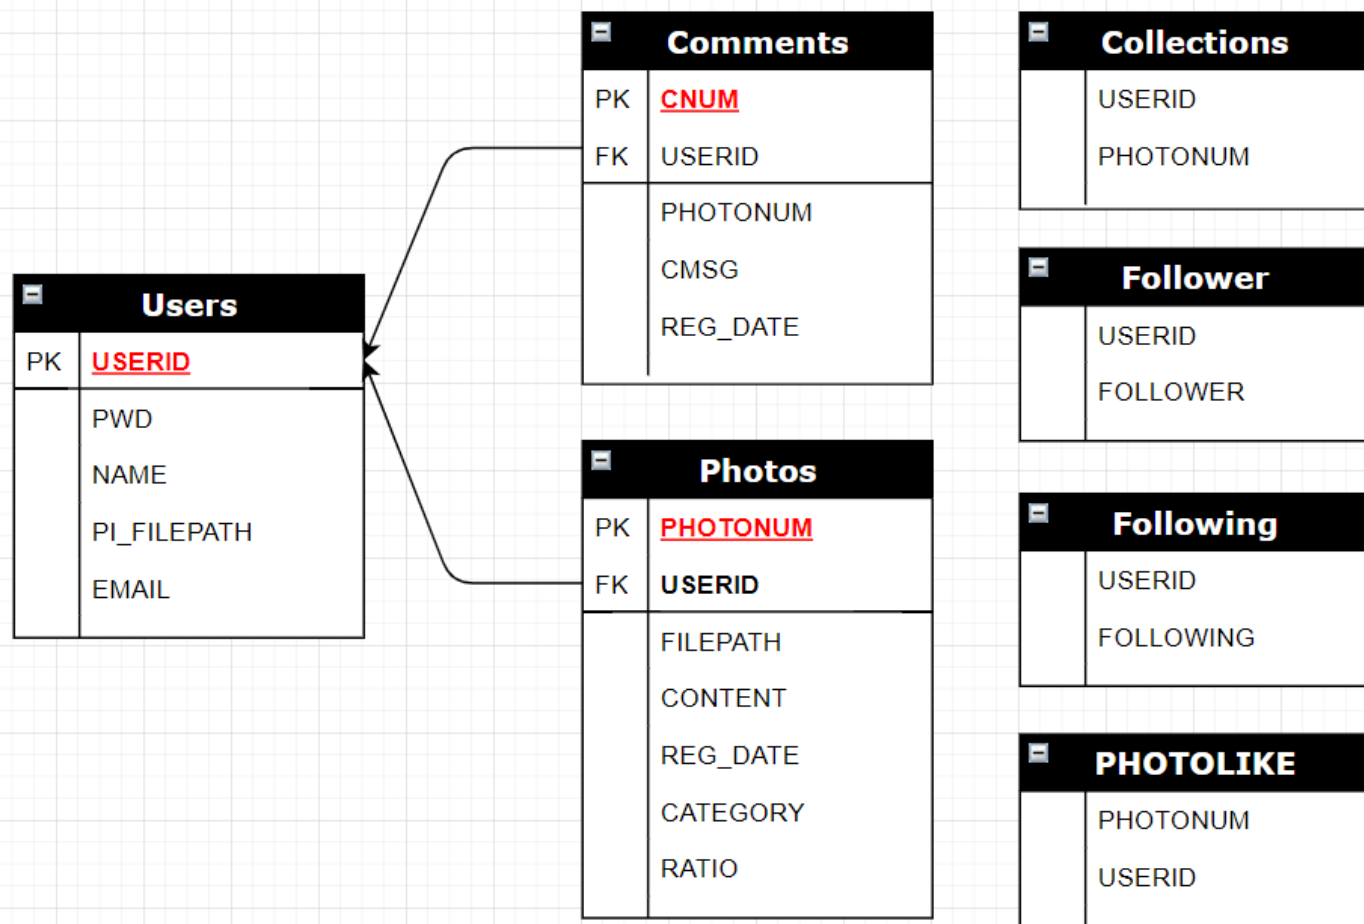 Users
PK USERID
PWD
NAME
PI_FILEPATH
EMAIL
Comments
PK CNUM
FK USERID
PHOTONUM
CMSG
REG_DATE
Photos
PK PHOTONUM
FK USERID
FILEPATH
CONTENT
REG_DATE
CATEGORY
RATIO
Collections
USERID
PHOTONUM
Follower
USERID
FOLLOWER
Following
USERID
FOLLOWING
PHOTOLIKE
PHOTONUM
USERID